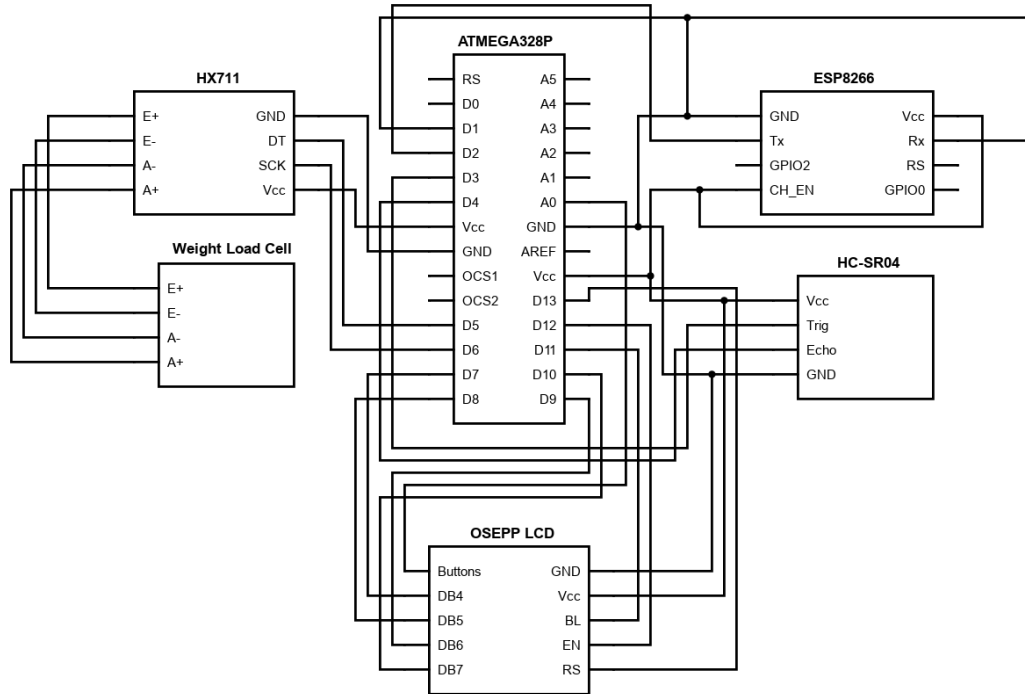 ATMEGA328P
RS
D0
D1
D2
D3
D4
Vcc
GND
OCS1
OCS2
D5
D6
D7
D8
A5
A4
A3
A2
A1
A0
GND
AREF
Vcc
D13
D12
D11
D10
D9
HX711
E+
E-
A-
A+
GND
DT
SCK
Vcc
Weight Load Cell
E+
E-
A-
A+
ESP8266
GND
Tx
GPIO2
CH_EN
Vcc
Rx
RS
GPIO0
HC-SR04
Vcc
Trig
Echo
GND
OSEPP LCD
Buttons
DB4
DB5
DB6
DB7
GND
Vcc
BL
EN
RS